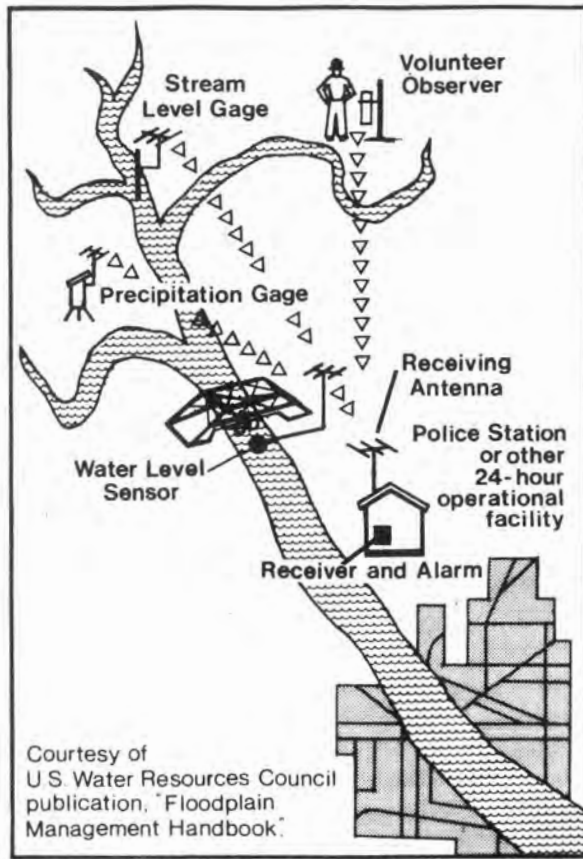 Stream
Level Gage
Volunteer
Observer
Precipitation Gage
Receiving
Antenna
Police Station
or other
24-hour
operational
facility
Water Level
Sensor
Receiver and Alarm
Courtesy of
U.S. Water Resources Council
publication, "Floodplain
Management Handbook".